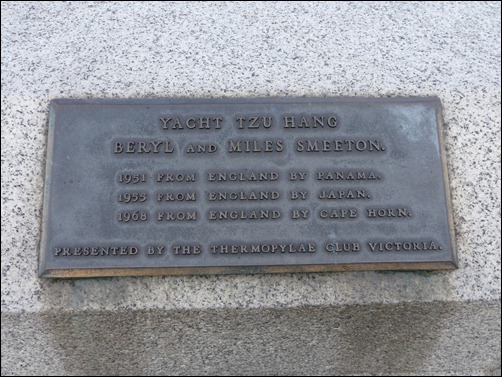 YACHT TZU HANG
BERYL AND MILES SMEETON.
1951 FROM ENGLAND BY PANAMA.
1955 FROM ENGLAND BY JAPAN.
1968 FROM ENGLAND BY CAPE HORN.
PRESENTED BY THE THERMOPYLAE CLUB VICTORIA.